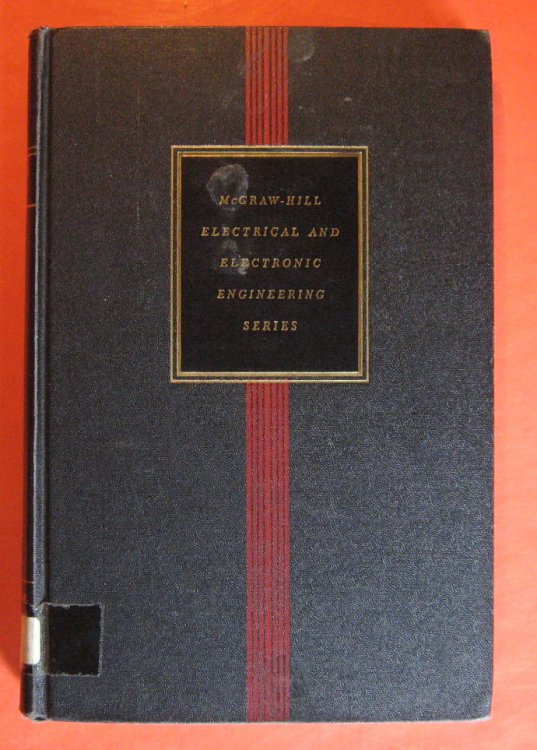 McGRAW-HILL
ELECTRICAL AND
ELECTRONIC
ENGINEERING
SERIES